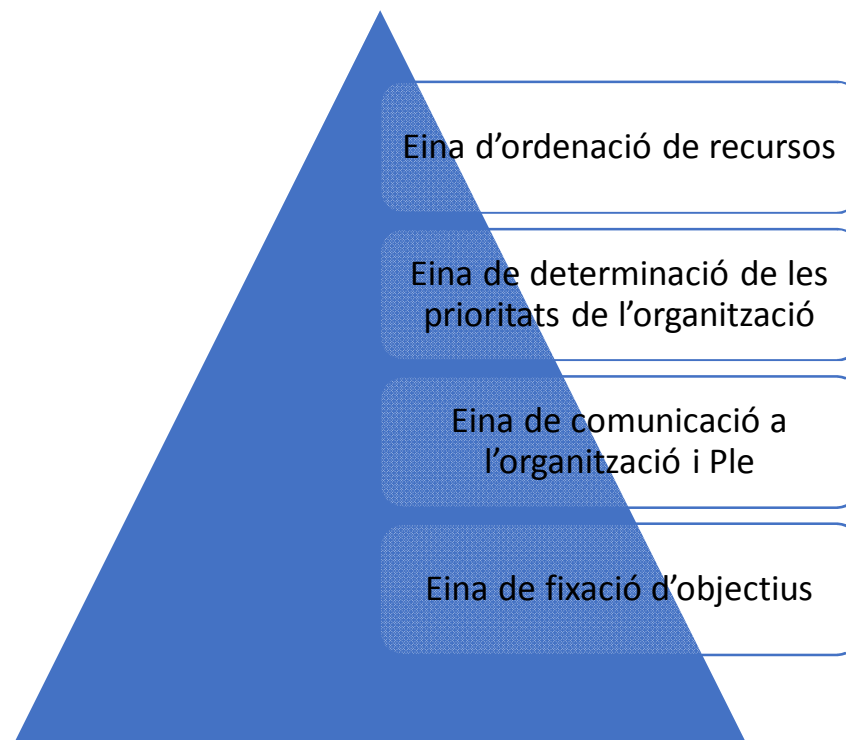 Eina d’ordenació de recursos
Eina de determinació de les
prioritats de l’organització
Eina de comunicació a
l’organització i Ple
Eina de fixació d’objectius